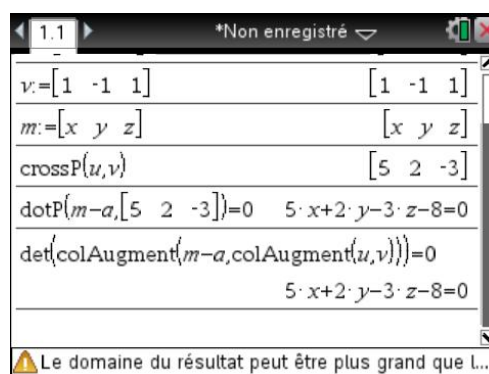 1.1 *Non enregistré
v:=[1 -1 1] [1 -1 1]
m:=[x y z] [x y z]
crossP(u,v) [5 2 -3]
dotP(m−a,[5 2 -3])=0 5·x+2·y−3·z−8=0
det(colAugment(m−a,colAugment(u,v)))=0
5·x+2·y−3·z−8=0
Le domaine du résultat peut être plus grand que l...